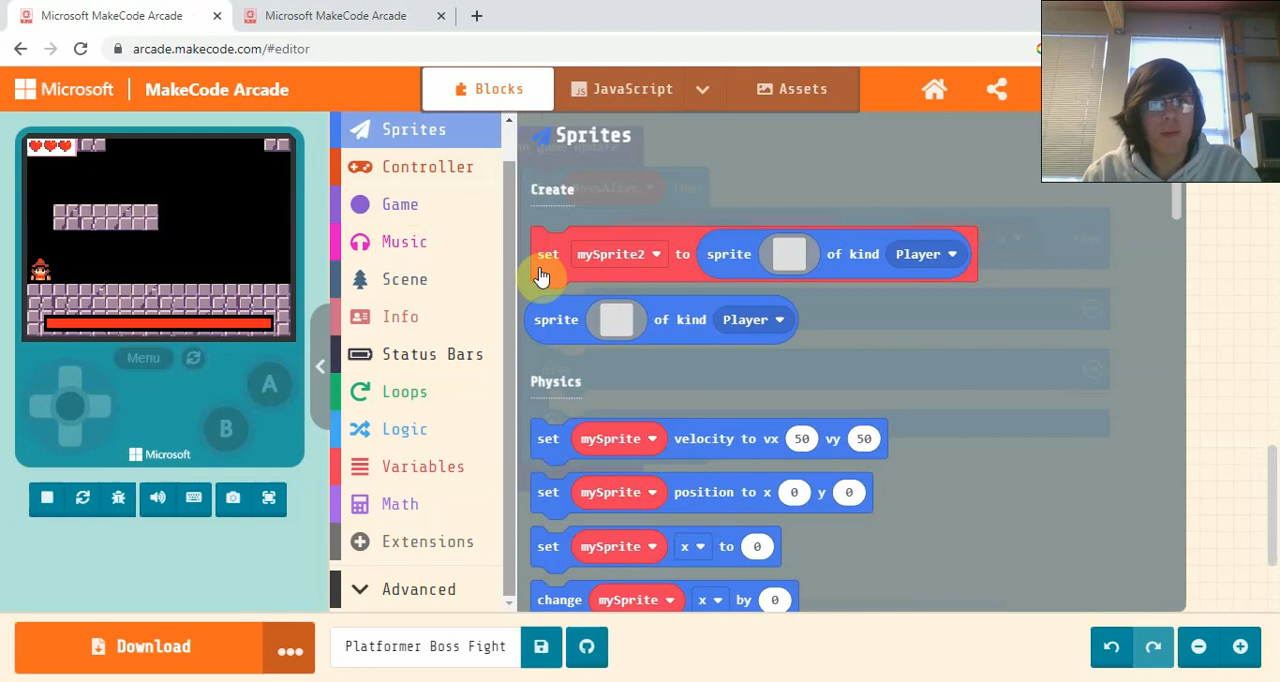 Microsoft MakeCode Arcade
Microsoft MakeCode Arcade
arcade.makecode.com/#editor
Microsoft
MakeCode Arcade
Blocks
JavaScript
Assets
Menu
A
B
Microsoft
Sprites
Controller
Game
Music
Scene
Info
Status Bars
Loops
Logic
Variables
Math
Extensions
Advanced
Sprites
Create
set mySprite2 to sprite of kind Player
sprite of kind Player
Physics
set mySprite velocity to vx 50 vy 50
set mySprite position to x 0 y 0
set mySprite x to 0
change mySprite x by 0
Download
Platformer Boss Fight